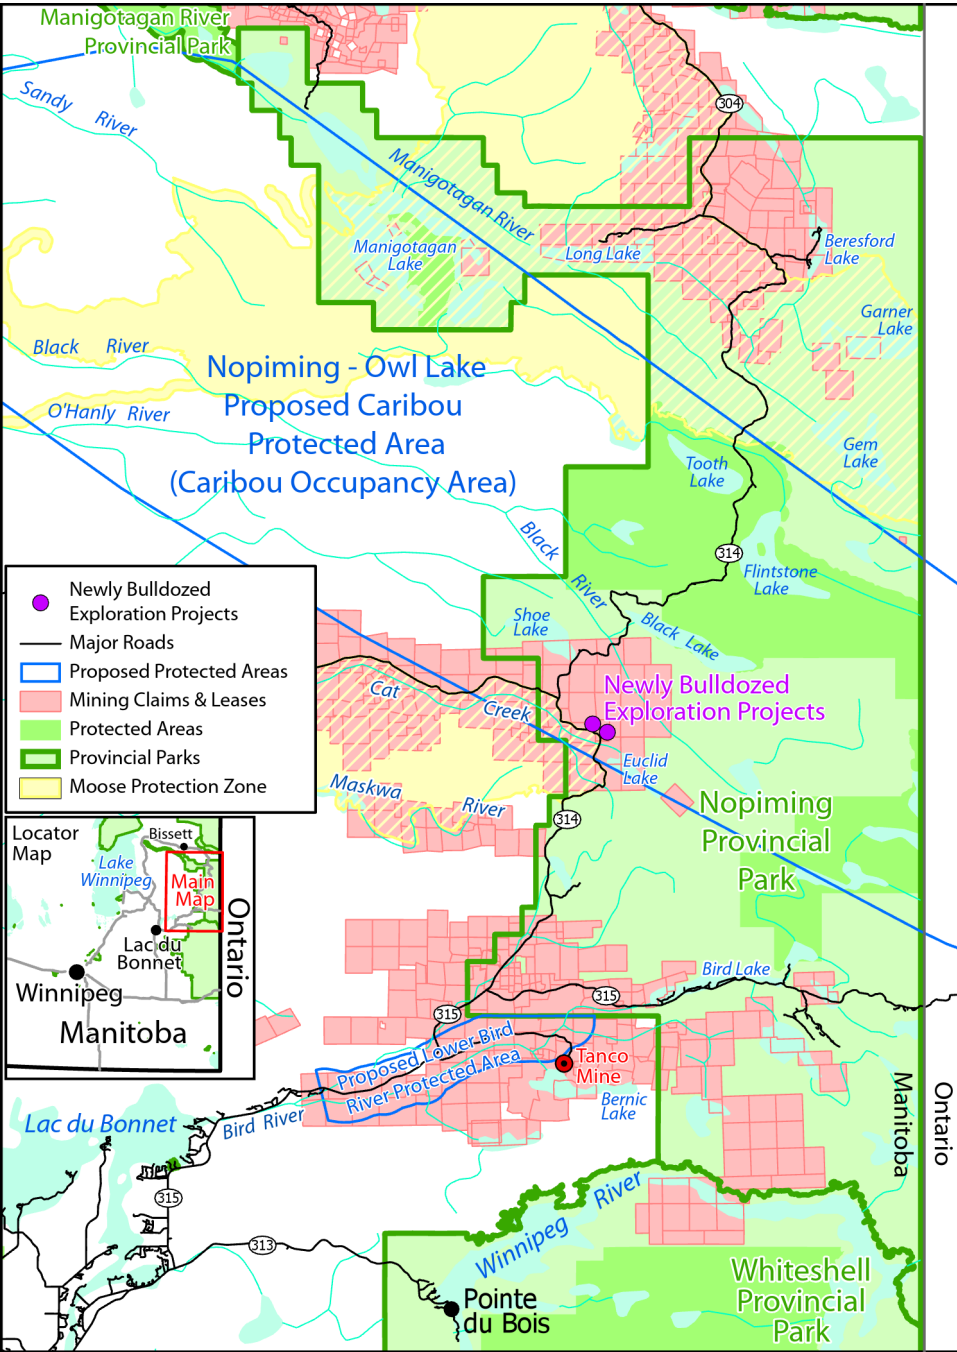 Manigotagan River
Provincial Park
Sandy River
304
Manigotagan River
Manigotagan
Lake
Long Lake
Beresford
Lake
Garner
Lake
Black River
Nopiming - Owl Lake
Proposed Caribou
Protected Area
(Caribou Occupancy Area)
O'Hanly River
Gem
Lake
Tooth
Lake
Black
River
314
Flintstone
Lake
Shoe
Lake
Black Lake
Newly Bulldozed
Exploration Projects
Major Roads
Proposed Protected Areas
Mining Claims & Leases
Protected Areas
Provincial Parks
Moose Protection Zone
Cat
Creek
Newly Bulldozed
Exploration Projects
Euclid
Lake
Maskwa
River
314
Nopiming
Provincial
Park
Locator
Map
Bissett
Lake
Winnipeg
Main
Map
Ontario
Lac du
Bonnet
Winnipeg
Manitoba
Bird Lake
315
315
Proposed Lower Bird
River Protected Area
Tanco
Mine
Bernic
Lake
Manitoba
Ontario
Lac du Bonnet
Bird River
315
313
Winnipeg River
Pointe
du Bois
Whiteshell
Provincial
Park